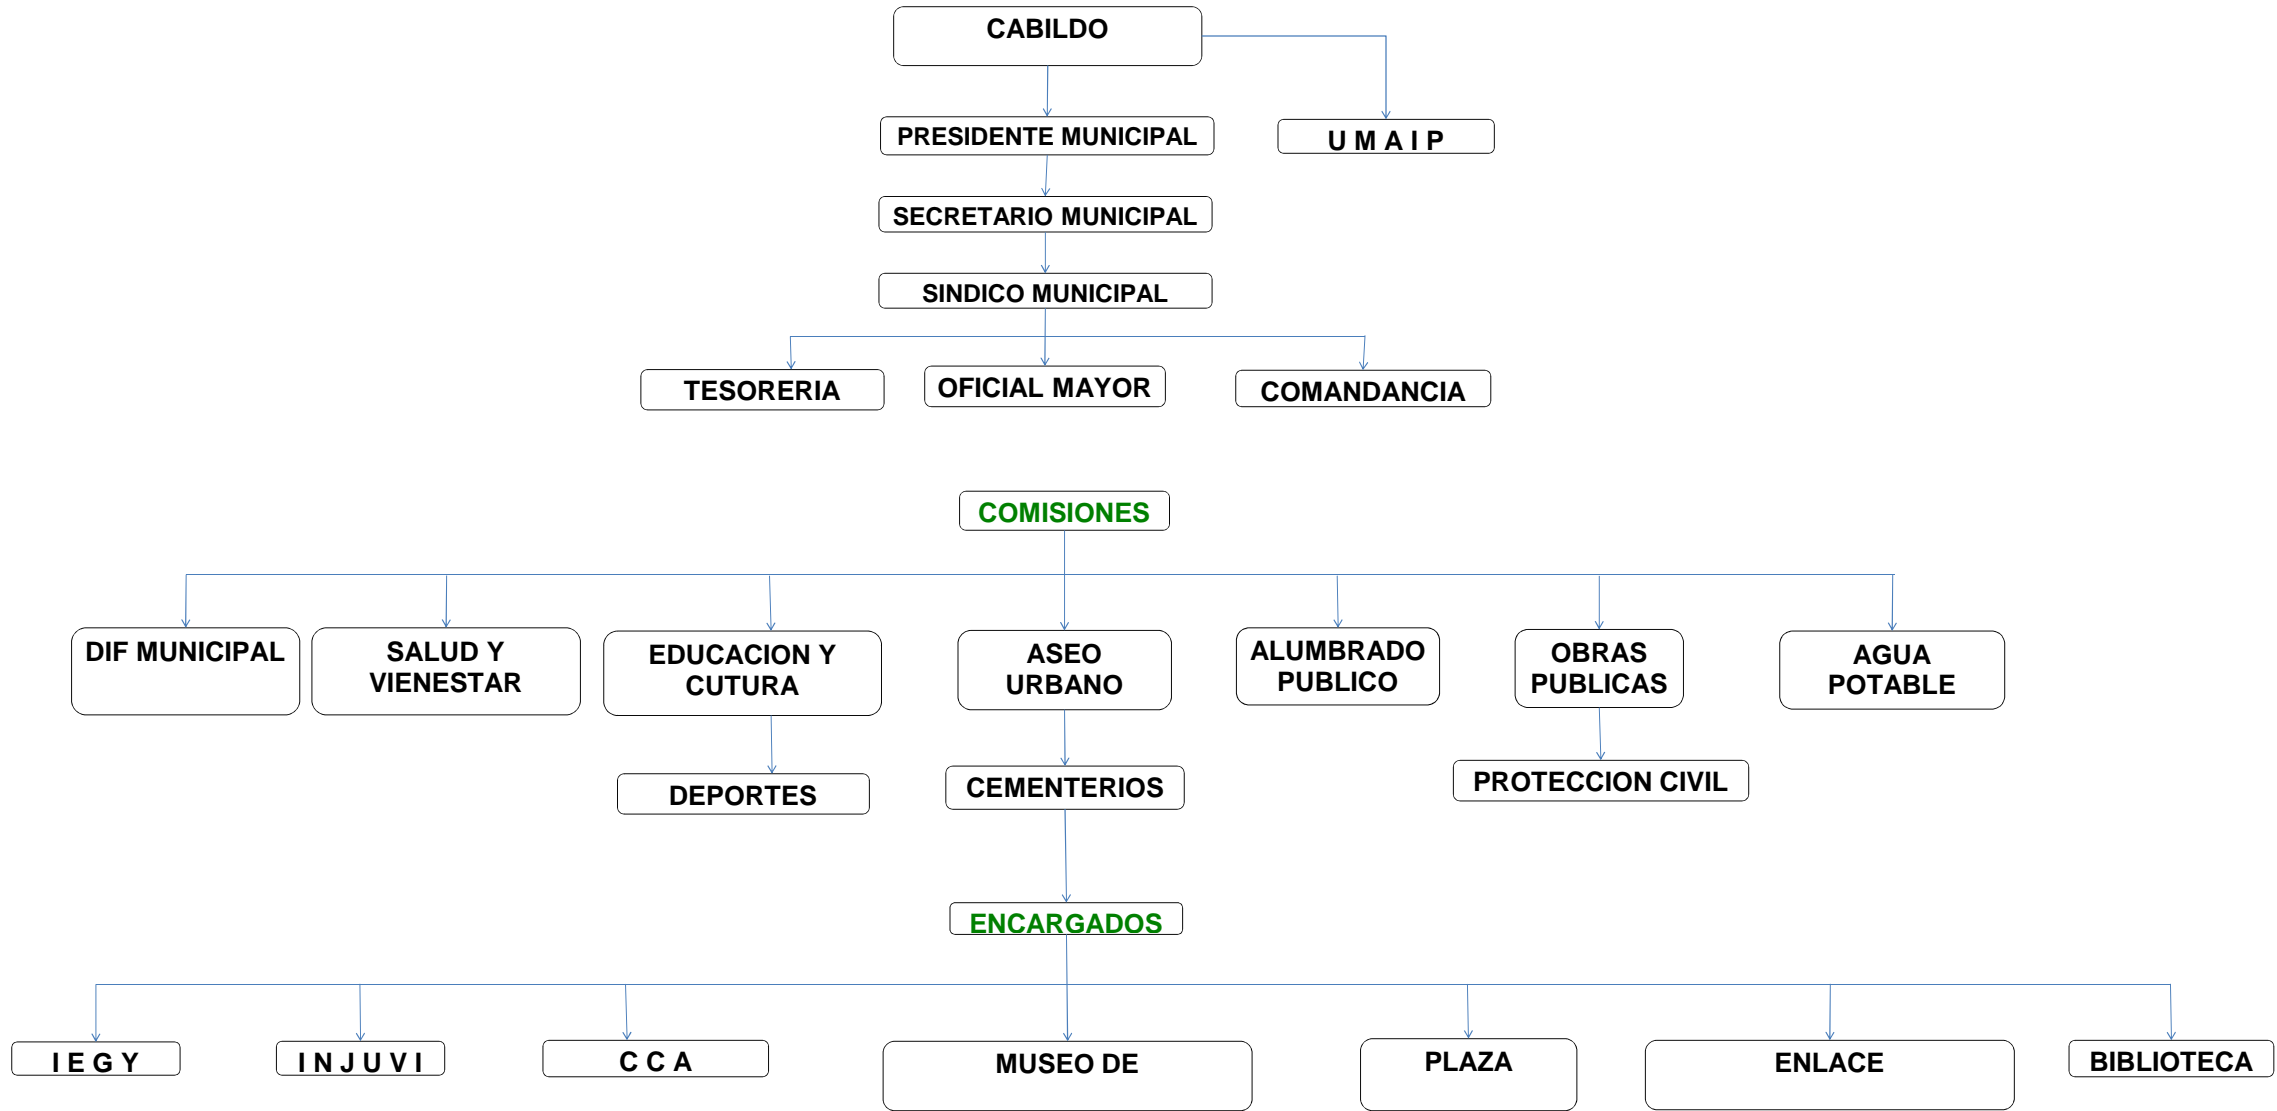 CABILDO
PRESIDENTE MUNICIPAL
U M A I P
SECRETARIO MUNICIPAL
SINDICO MUNICIPAL
TESORERIA
OFICIAL MAYOR
COMANDANCIA
COMISIONES
DIF MUNICIPAL
SALUD Y
VIENESTAR
EDUCACION Y
CUTURA
ASEO
URBANO
ALUMBRADO
PUBLICO
OBRAS
PUBLICAS
AGUA
POTABLE
DEPORTES
CEMENTERIOS
PROTECCION CIVIL
ENCARGADOS
I E G Y
I N J U V I
C C A
MUSEO DE
PLAZA
ENLACE
BIBLIOTECA